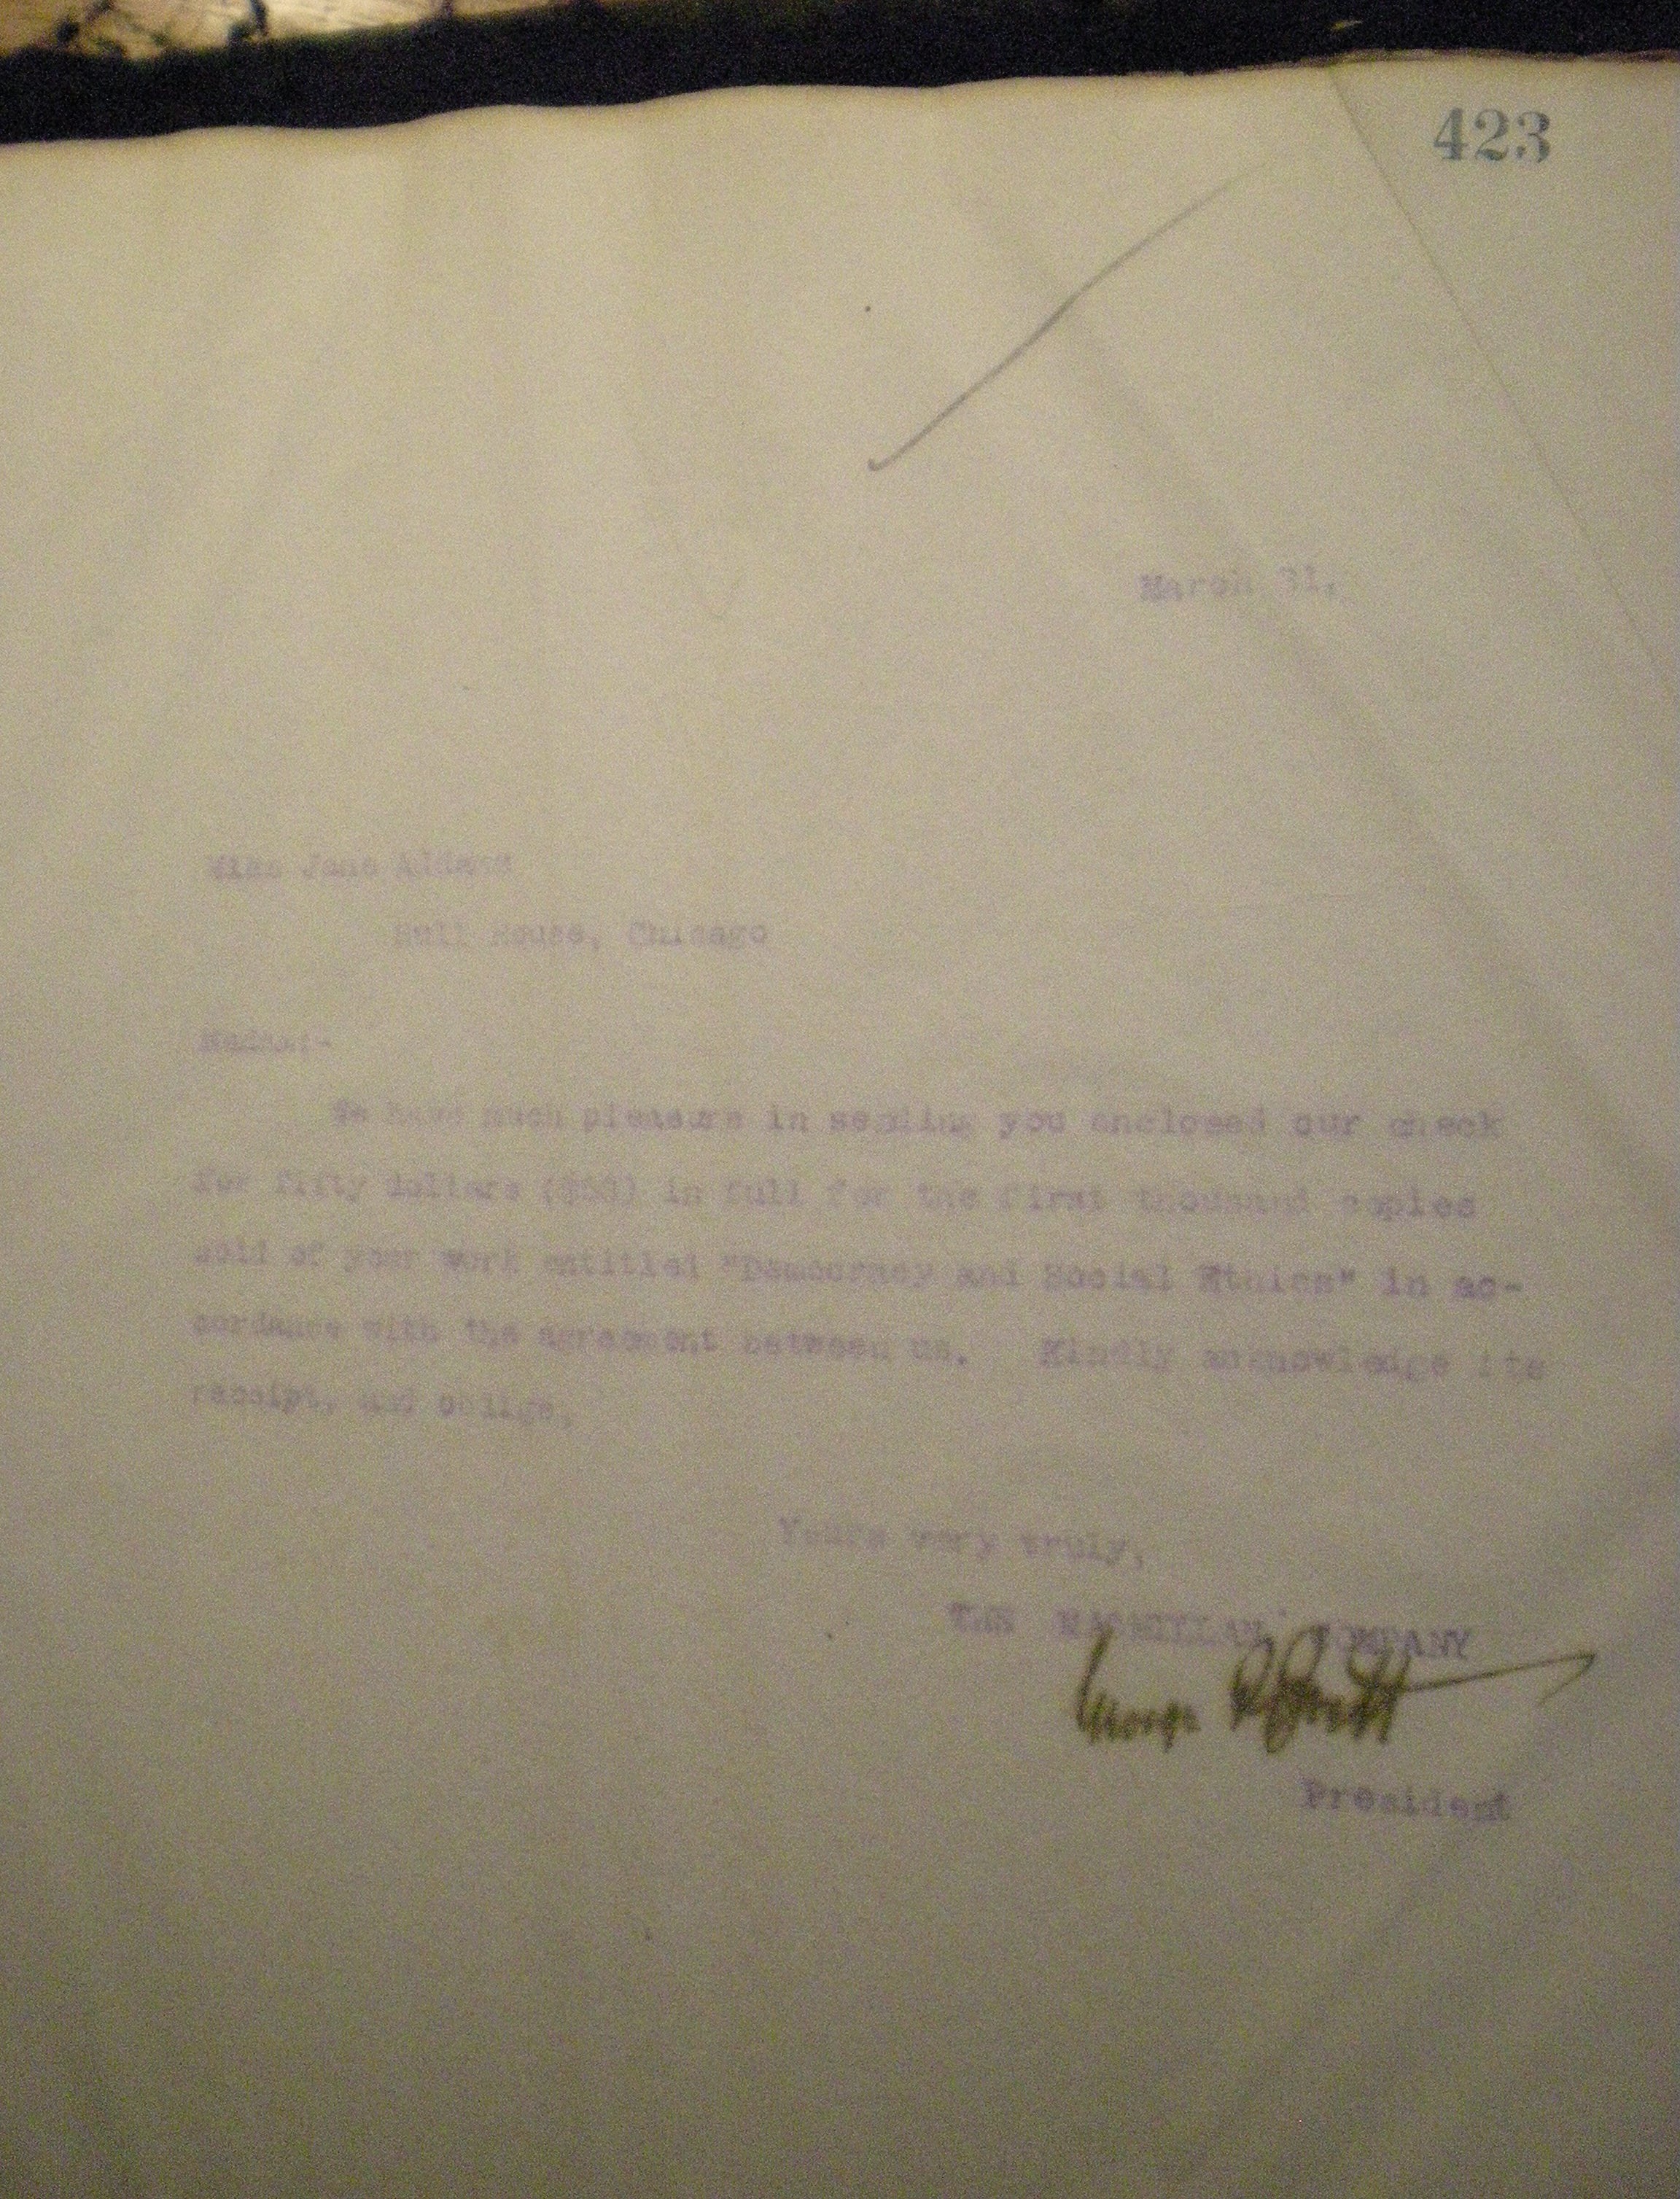 423
March 31,
Miss Jane Addams
Hull House, Chicago
Madam:-
We have much pleasure in sending you enclosed our check
for fifty dollars ($50) in full for the first thousand copies
sold of your work entitled "Democracy and Social Ethics" in ac-
cordance with the agreement between us. Kindly acknowledge its
receipt, and oblige,
Yours very truly,
THE MACMILLAN COMPANY
George P. Brett
President